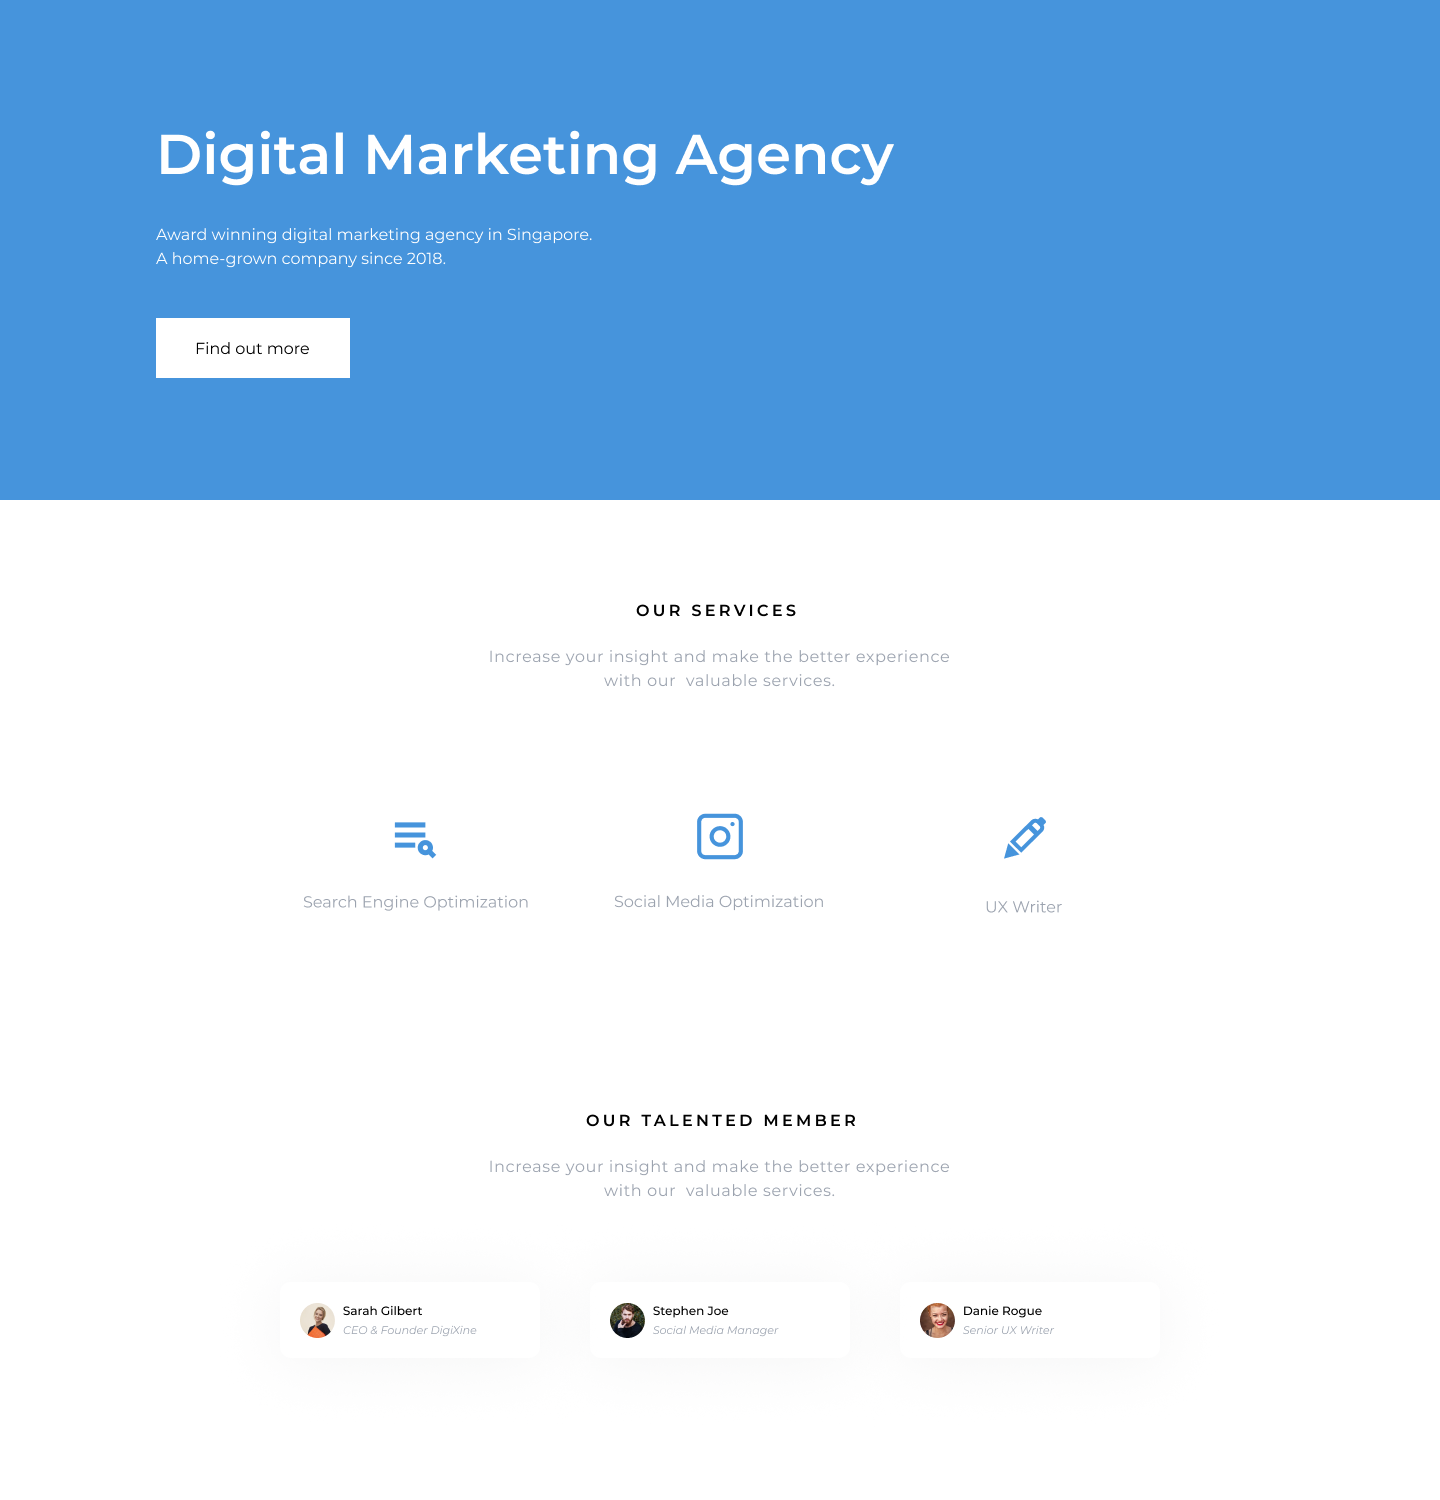 Digital Marketing Agency
Award winning digital marketing agency in Singapore.
A home-grown company since 2018.
Find out more
OUR SERVICES
Increase your insight and make the better experience
with our  valuable services.
Search Engine Optimization
Social Media Optimization
UX Writer
OUR TALENTED MEMBER
Increase your insight and make the better experience
with our  valuable services.
Sarah Gilbert
CEO & Founder DigiXine
Stephen Joe
Social Media Manager
Danie Rogue
Senior UX Writer